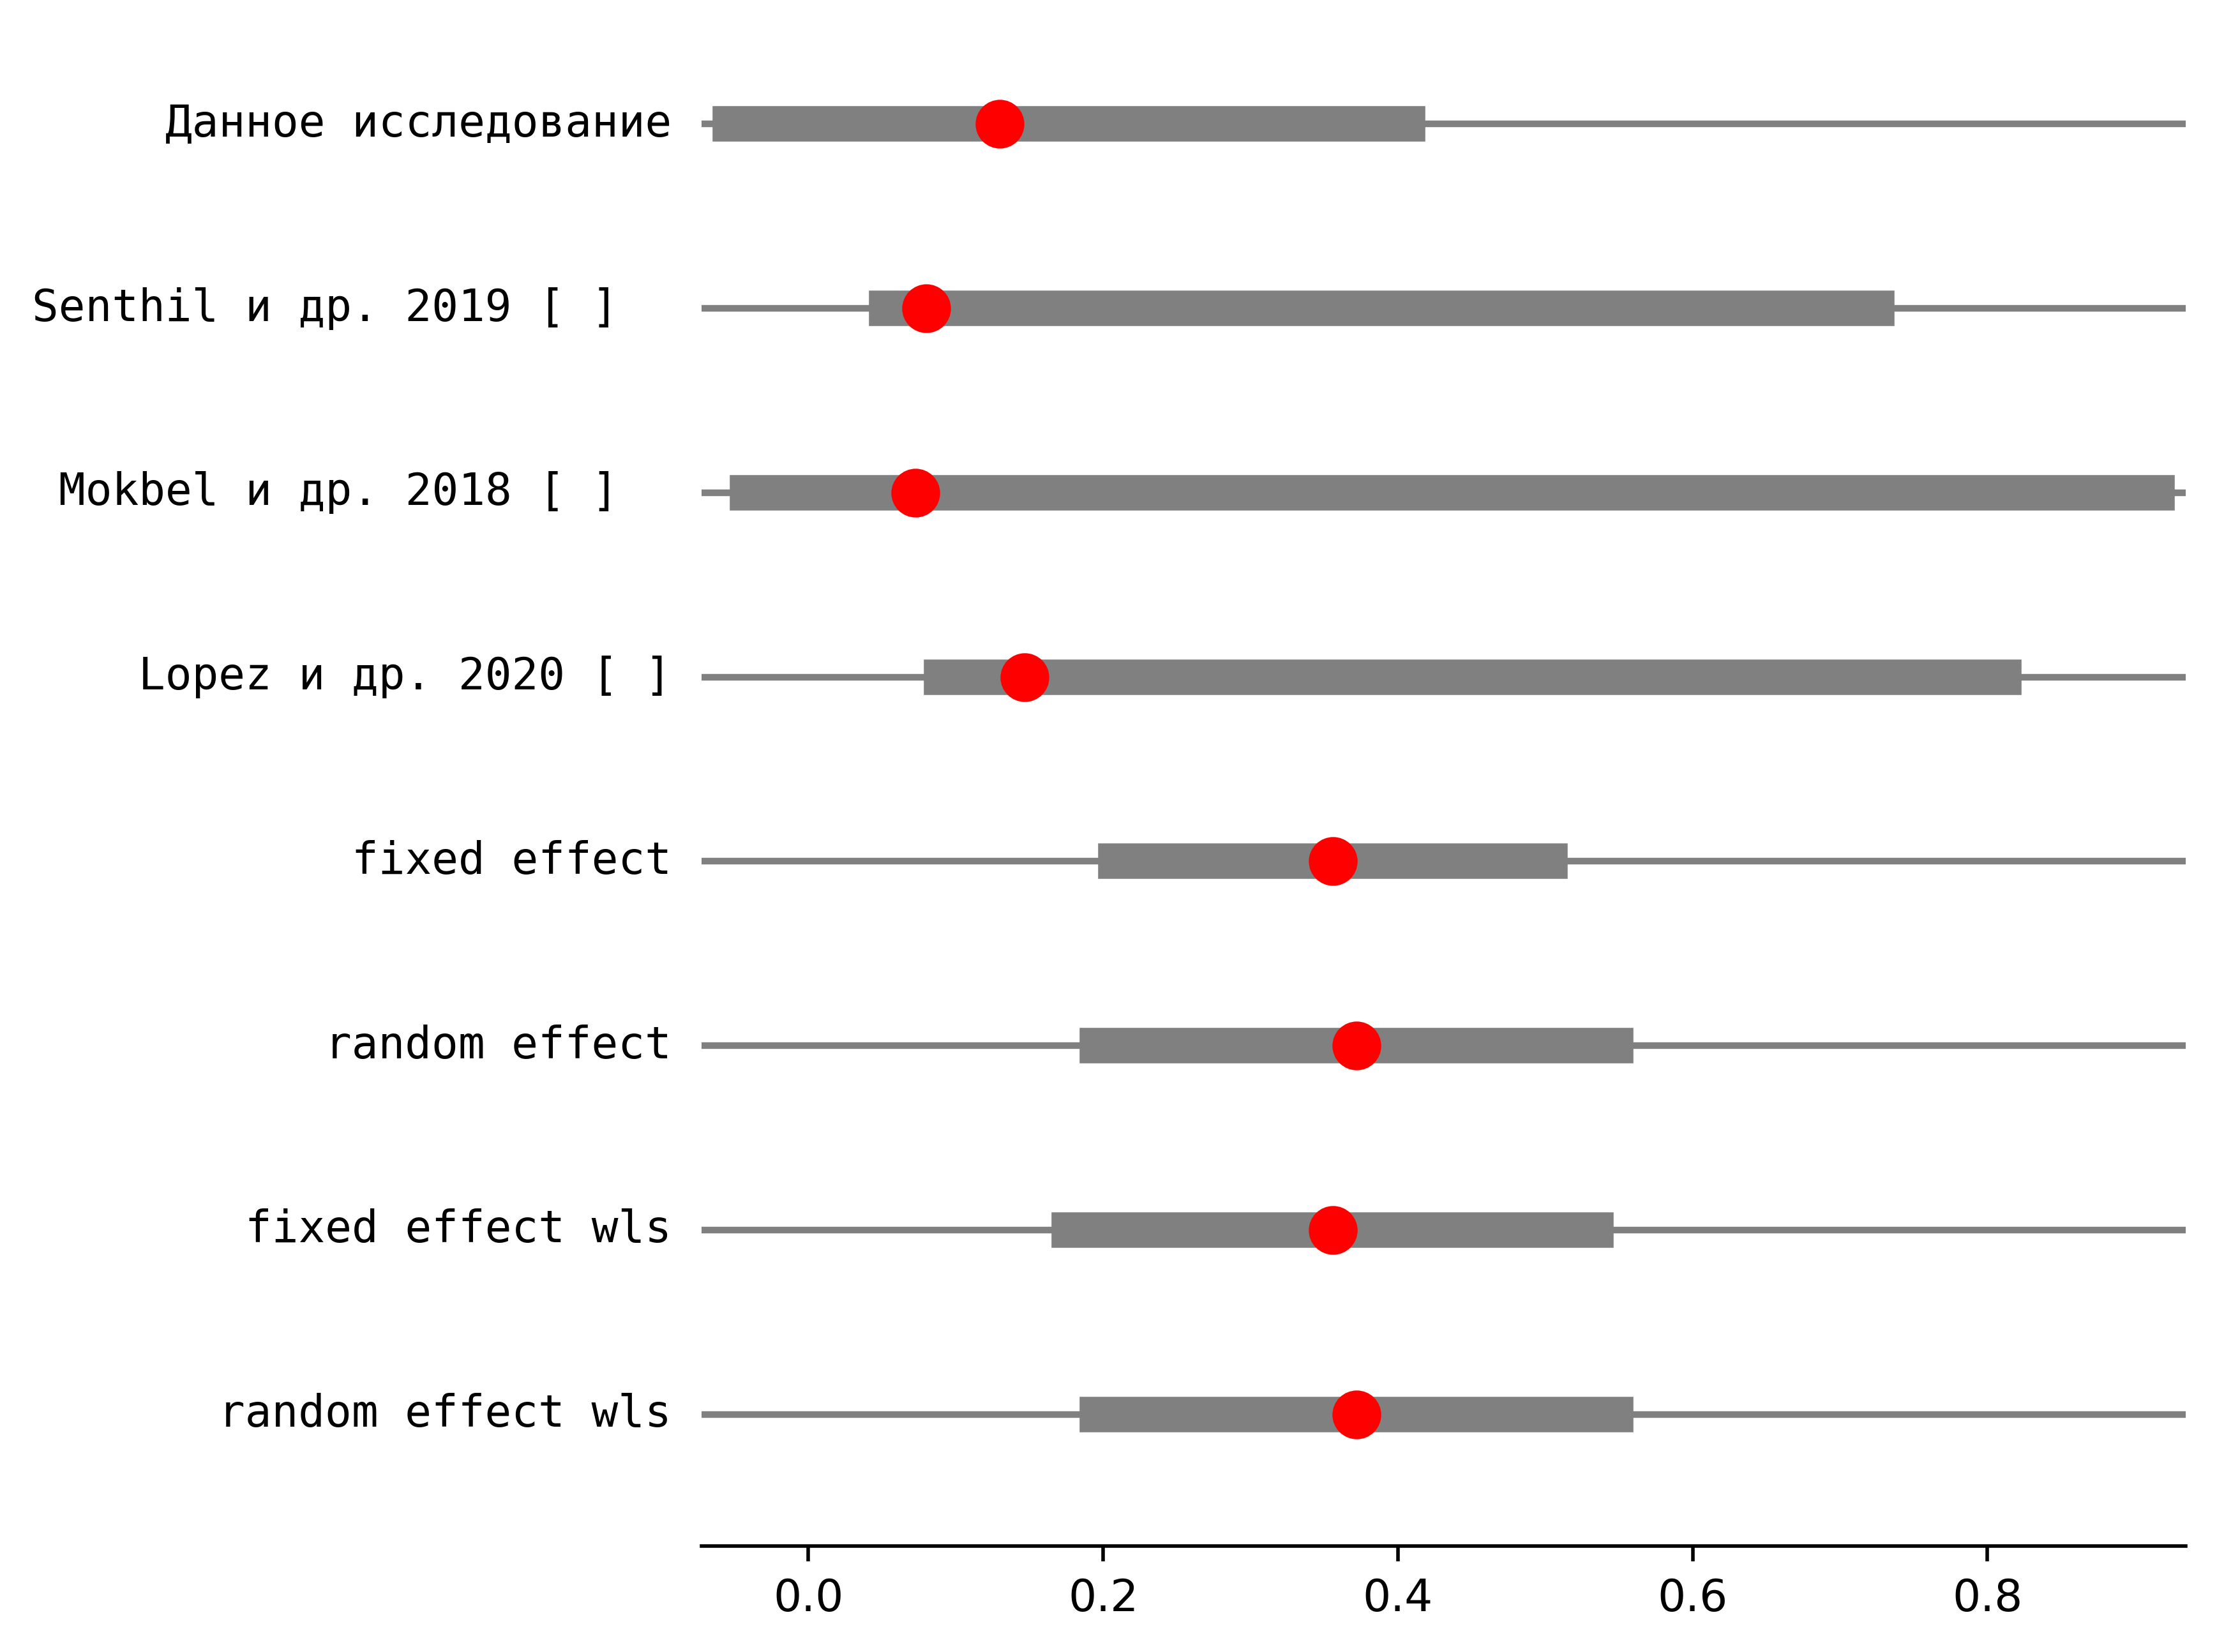 Данное исследование
Senthil и др. 2019 [ ]
Mokbel и др. 2018 [ ]
Lopez и др. 2020 [ ]
fixed effect
random effect
fixed effect wls
random effect wls
0.0 0.2 0.4 0.6 0.8